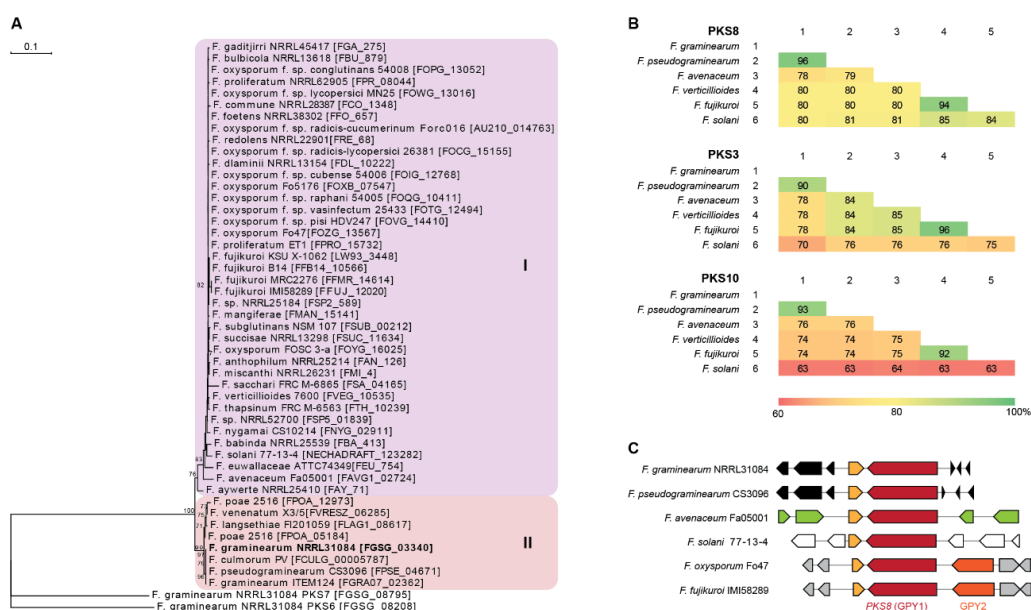 A
0.1
F. gaditjirri NRRL45417 [FGA_275]
F. bulbicola NRRL13618 [FBU_879]
F. oxysporum f. sp. conglutinans 54008 [FOPG_13052]
F. proliferatum NRRL62905 [FPR_08044]
F. oxysporum f. sp. lycopersici MN25 [FOWG_13016]
F. commune NRRL28387 [FCO_1348]
F. foetens NRRL38302 [FFO_657]
F. oxysporum f. sp. radicis-cucumerinum Forc016 [AU210_014763]
F. redolens NRRL22901[FRE_68]
F. oxysporum f. sp. radicis-lycopersici 26381 [FOCG_15155]
F. dlaminii NRRL13154 [FDL_10222]
F. oxysporum f. sp. cubense 54006 [FOIG_12768]
F. oxysporum Fo5176 [FOXB_07547]
F. oxysporum f. sp. raphani 54005 [FOQG_10411]
F. oxysporum f. sp. vasinfectum 25433 [FOTG_12494]
F. oxysporum f. sp. pisi HDV247 [FOVG_14410]
F. oxysporum Fo47[FOZG_13567]
F. proliferatum ET1 [FPRO_15732]
F. fujikuroi KSU X-1062 [LW93_3448]
F. fujikuroi B14 [FFB14_10566]
F. fujikuroi MRC2276 [FFMR_14614]
F. fujikuroi IMI58289 [FFUJ_12020]
F. sp. NRRL25184 [FSP2_589]
F. mangiferae [FMAN_15141]
F. subglutinans NSM 107 [FSUB_00212]
F. succisae NRRL13298 [FSUC_11634]
F. oxysporum FOSC 3-a [FOYG_16025]
F. anthophilum NRRL25214 [FAN_126]
F. miscanthi NRRL26231 [FMI_4]
F. sacchari FRC M-6865 [FSA_04165]
F. verticillioides 7600 [FVEG_10535]
F. thapsinum FRC M-6563 [FTH_10239]
F. sp. NRRL52700 [FSP5_01839]
F. nygamai CS10214 [FNYG_02911]
F. babinda NRRL25539 [FBA_413]
F. solani 77-13-4 [NECHADRAFT_123282]
F. euwallaceae ATTC74349[FEU_754]
F. avenaceum Fa05001 [FAVG1_02724]
F. aywerte NRRL25410 [FAY_71]
F. poae 2516 [FPOA_12973]
F. venenatum X3/5[FVRESZ_06285]
F. langsethiae FI201059 [FLAG1_08617]
F. poae 2516 [FPOA_05184]
F. graminearum NRRL31084 [FGSG_03340]
F. culmorum PV [FCULG_00005787]
F. pseudograminearum CS3096 [FPSE_04671]
F. graminearum ITEM124 [FGRA07_02362]
F. graminearum NRRL31084 PKS7 [FGSG_08795]
F. graminearum NRRL31084 PKS6 [FGSG_08208]
I
II
76
100
B
PKS8 1 2 3 4 5
F. graminearum 1
F. pseudograminearum 2 96
F. avenaceum 3 78 79
F. verticillioides 4 80 80 80
F. fujikuroi 5 80 80 80 94
F. solani 6 80 81 81 85 84
PKS3 1 2 3 4 5
F. graminearum 1
F. pseudograminearum 2 90
F. avenaceum 3 78 84
F. verticillioides 4 78 84 85
F. fujikuroi 5 78 84 85 96
F. solani 6 70 76 76 76 75
PKS10 1 2 3 4 5
F. graminearum 1
F. pseudograminearum 2 93
F. avenaceum 3 76 76
F. verticillioides 4 74 74 75
F. fujikuroi 5 74 74 75 92
F. solani 6 63 63 64 63 63
60 80 100%
C
F. graminearum NRRL31084
F. pseudograminearum CS3096
F. avenaceum Fa05001
F. solani 77-13-4
F. oxysporum Fo47
F. fujikuroi IMI58289
PKS8 (GPY1) GPY2